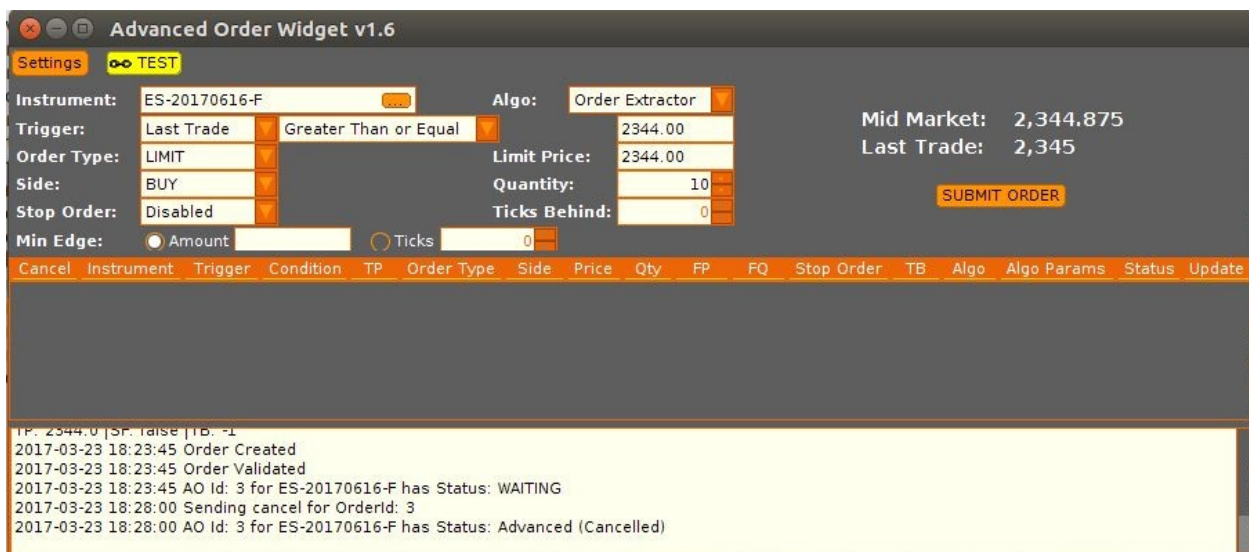 Advanced Order Widget v1.6
Settings TEST
Instrument: ES-20170616-F ... Algo: Order Extractor
Trigger: Last Trade Greater Than or Equal 2344.00
Mid Market: 2,344.875
Order Type: LIMIT Limit Price: 2344.00
Last Trade: 2,345
Side: BUY Quantity: 10
SUBMIT ORDER
Stop Order: Disabled Ticks Behind: 0
Min Edge: Amount Ticks 0
Cancel Instrument Trigger Condition TP Order Type Side Price Qty FP FQ Stop Order TB Algo Algo Params Status Update
TP: 2344.0 |SF: false |TB: -1
2017-03-23 18:23:45 Order Created
2017-03-23 18:23:45 Order Validated
2017-03-23 18:23:45 AO Id: 3 for ES-20170616-F has Status: WAITING
2017-03-23 18:28:00 Sending cancel for OrderId: 3
2017-03-23 18:28:00 AO Id: 3 for ES-20170616-F has Status: Advanced (Cancelled)